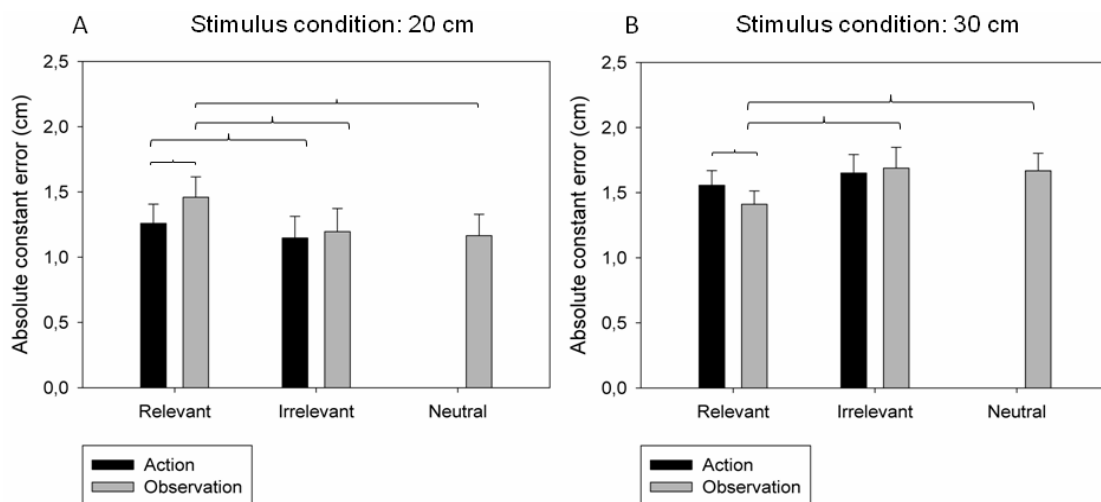 A Stimulus condition: 20 cm
Absolute constant error (cm)
2,5
2,0
1,5
1,0
0,5
0,0
Relevant Irrelevant Neutral
Action
Observation
B Stimulus condition: 30 cm
Absolute constant error (cm)
2,5
2,0
1,5
1,0
0,5
0,0
Relevant Irrelevant Neutral
Action
Observation